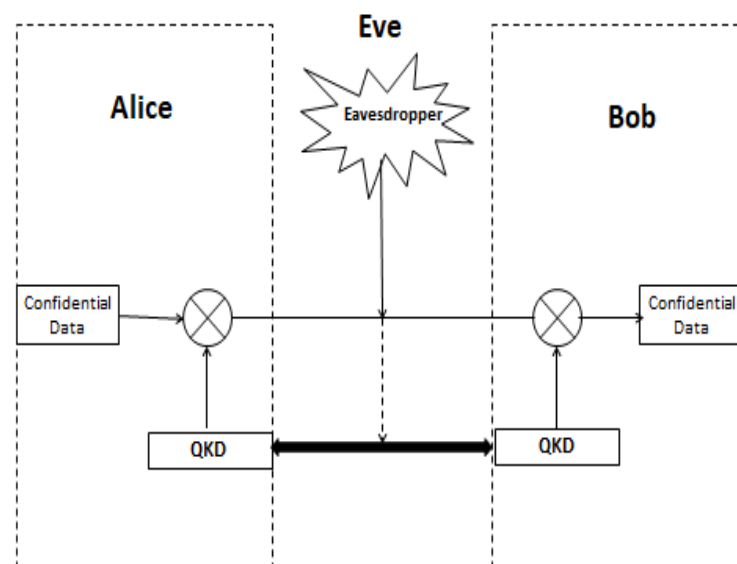 Eve
Alice
Eavesdropper
Bob
Confidential
Data
Confidential
Data
QKD
QKD